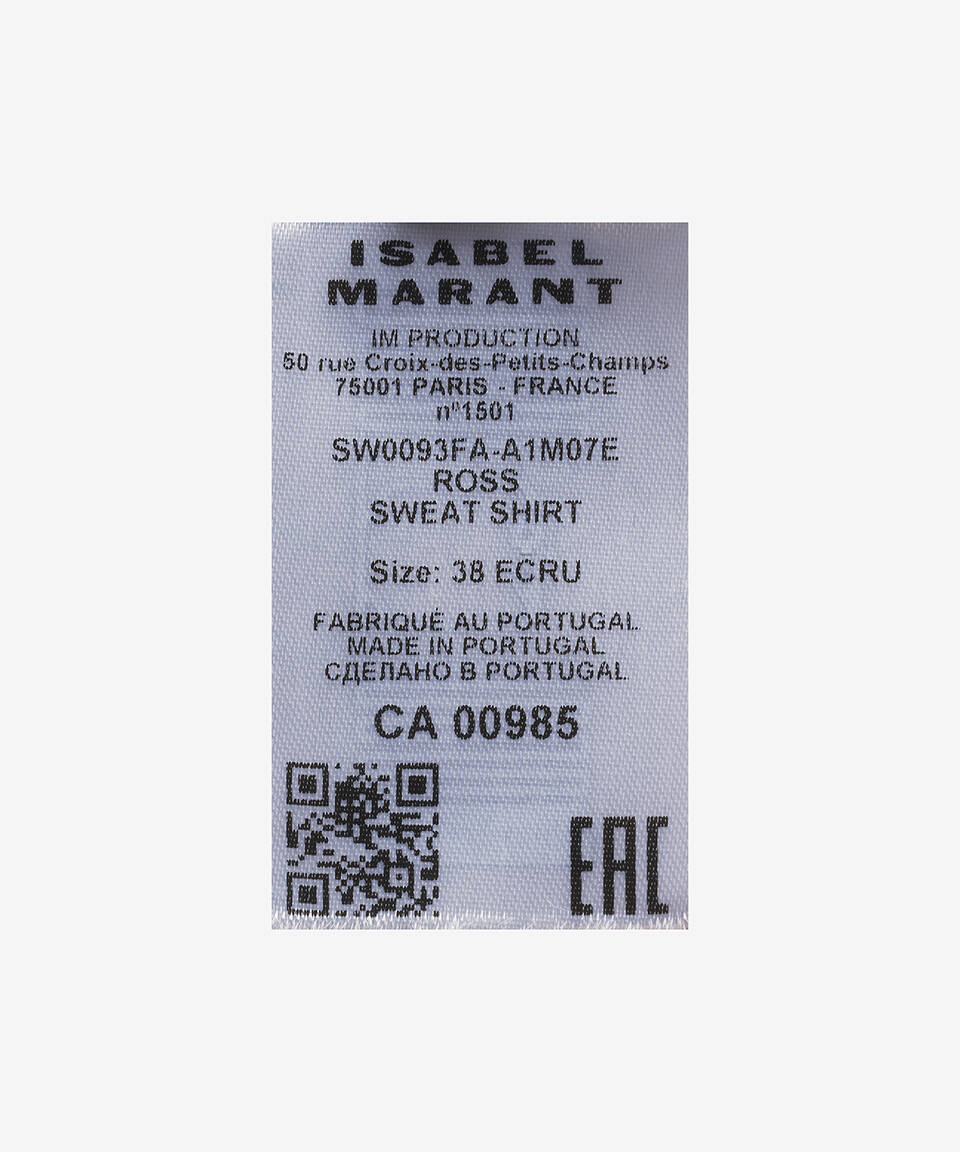 ISABEL
MARANT
IM PRODUCTION
50 rue Croix-des-Petits-Champs
75001 PARIS - FRANCE
n°1501
SW0093FA-A1M07E
ROSS
SWEAT SHIRT
Size: 38 ECRU
FABRIQUÉ AU PORTUGAL
MADE IN PORTUGAL
СДЕЛАНО В PORTUGAL
CA 00985
EAC